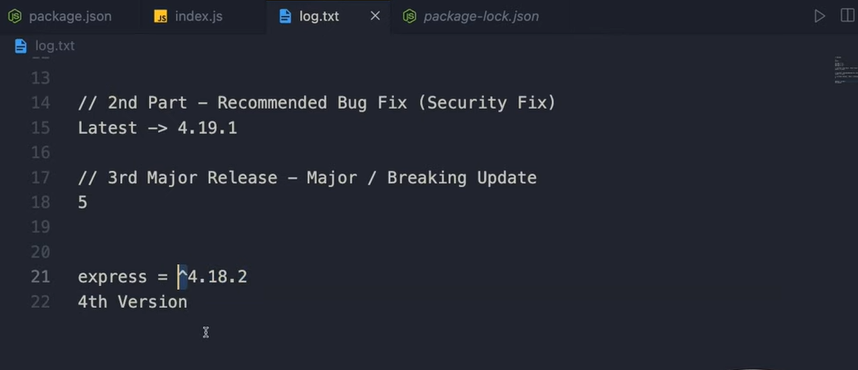 package.json
JS index.js
log.txt
package-lock.json
log.txt
13
14 // 2nd Part - Recommended Bug Fix (Security Fix)
15 Latest -> 4.19.1
16
17 // 3rd Major Release - Major / Breaking Update
18 5
19
20
21 express = ^4.18.2
22 4th Version